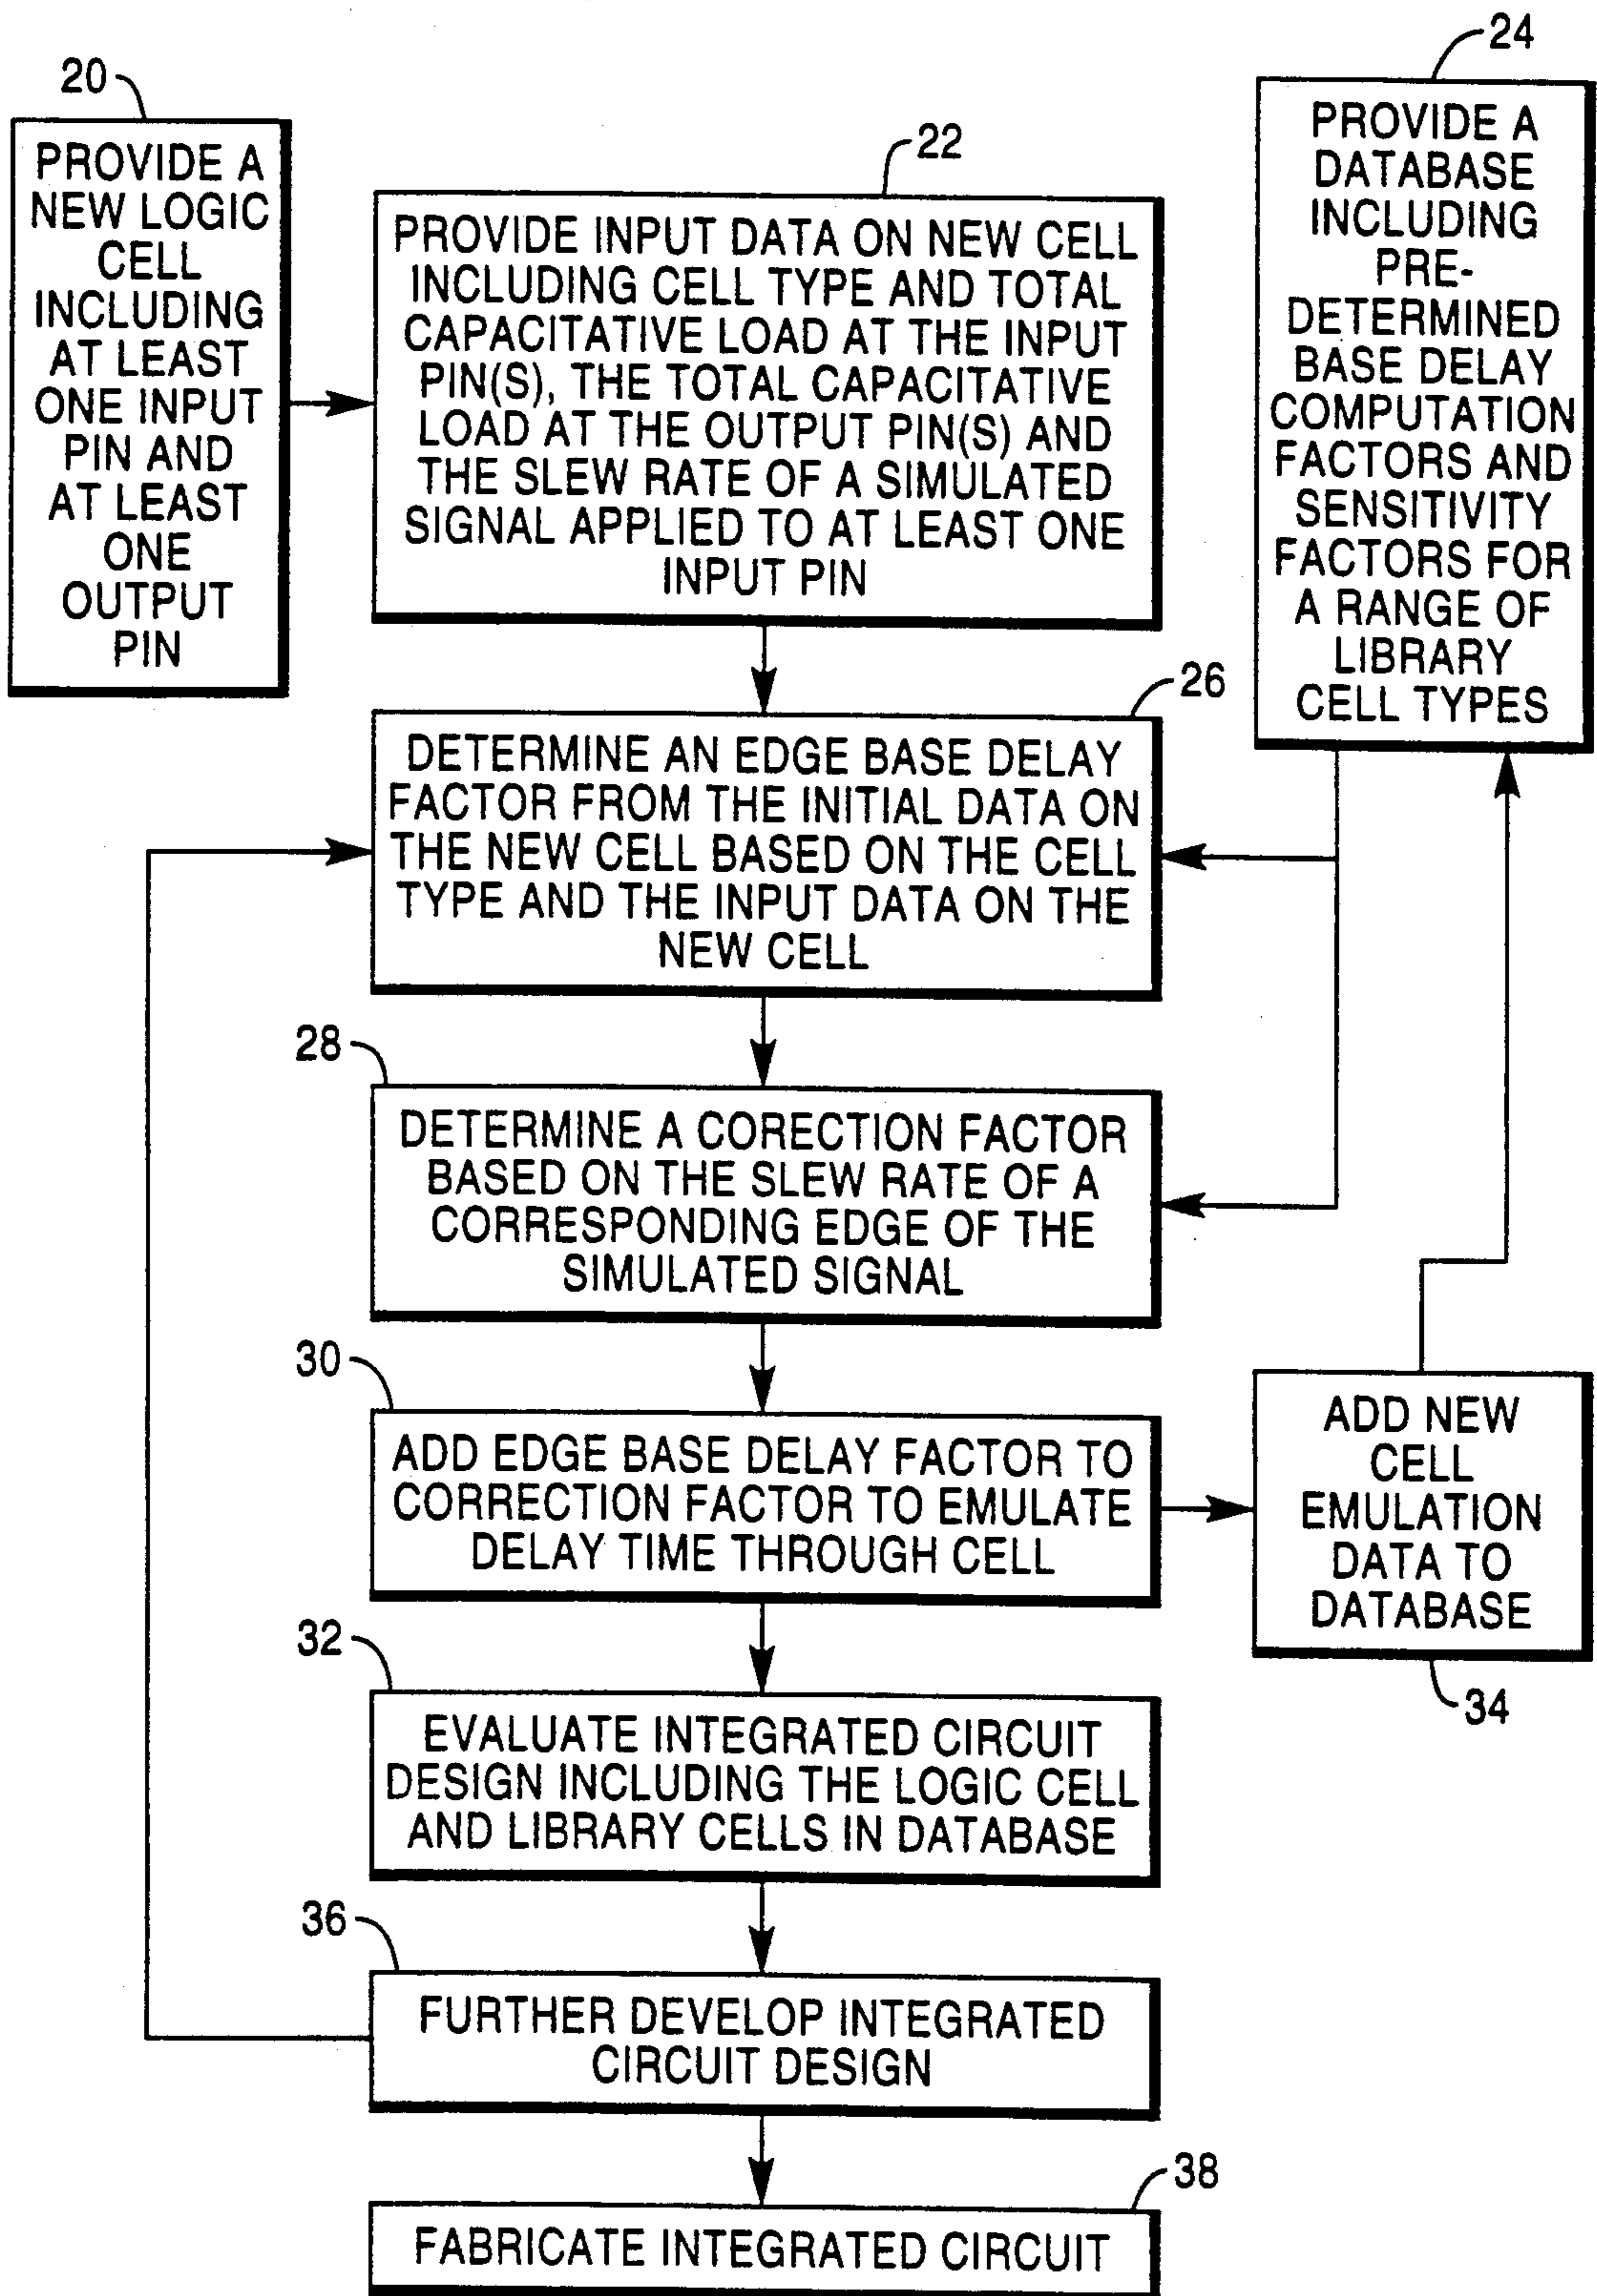 20
PROVIDE A
NEW LOGIC
CELL
INCLUDING
AT LEAST
ONE INPUT
PIN AND
AT LEAST
ONE
OUTPUT
PIN
22
PROVIDE INPUT DATA ON NEW CELL
INCLUDING CELL TYPE AND TOTAL
CAPACITATIVE LOAD AT THE INPUT
PIN(S), THE TOTAL CAPACITATIVE
LOAD AT THE OUTPUT PIN(S) AND
THE SLEW RATE OF A SIMULATED
SIGNAL APPLIED TO AT LEAST ONE
INPUT PIN
24
PROVIDE A
DATABASE
INCLUDING
PRE-
DETERMINED
BASE DELAY
COMPUTATION
FACTORS AND
SENSITIVITY
FACTORS FOR
A RANGE OF
LIBRARY
CELL TYPES
26
DETERMINE AN EDGE BASE DELAY
FACTOR FROM THE INITIAL DATA ON
THE NEW CELL BASED ON THE CELL
TYPE AND THE INPUT DATA ON THE
NEW CELL
28
DETERMINE A CORECTION FACTOR
BASED ON THE SLEW RATE OF A
CORRESPONDING EDGE OF THE
SIMULATED SIGNAL
30
ADD EDGE BASE DELAY FACTOR TO
CORRECTION FACTOR TO EMULATE
DELAY TIME THROUGH CELL
ADD NEW
CELL
EMULATION
DATA TO
DATABASE
34
32
EVALUATE INTEGRATED CIRCUIT
DESIGN INCLUDING THE LOGIC CELL
AND LIBRARY CELLS IN DATABASE
36
FURTHER DEVELOP INTEGRATED
CIRCUIT DESIGN
38
FABRICATE INTEGRATED CIRCUIT